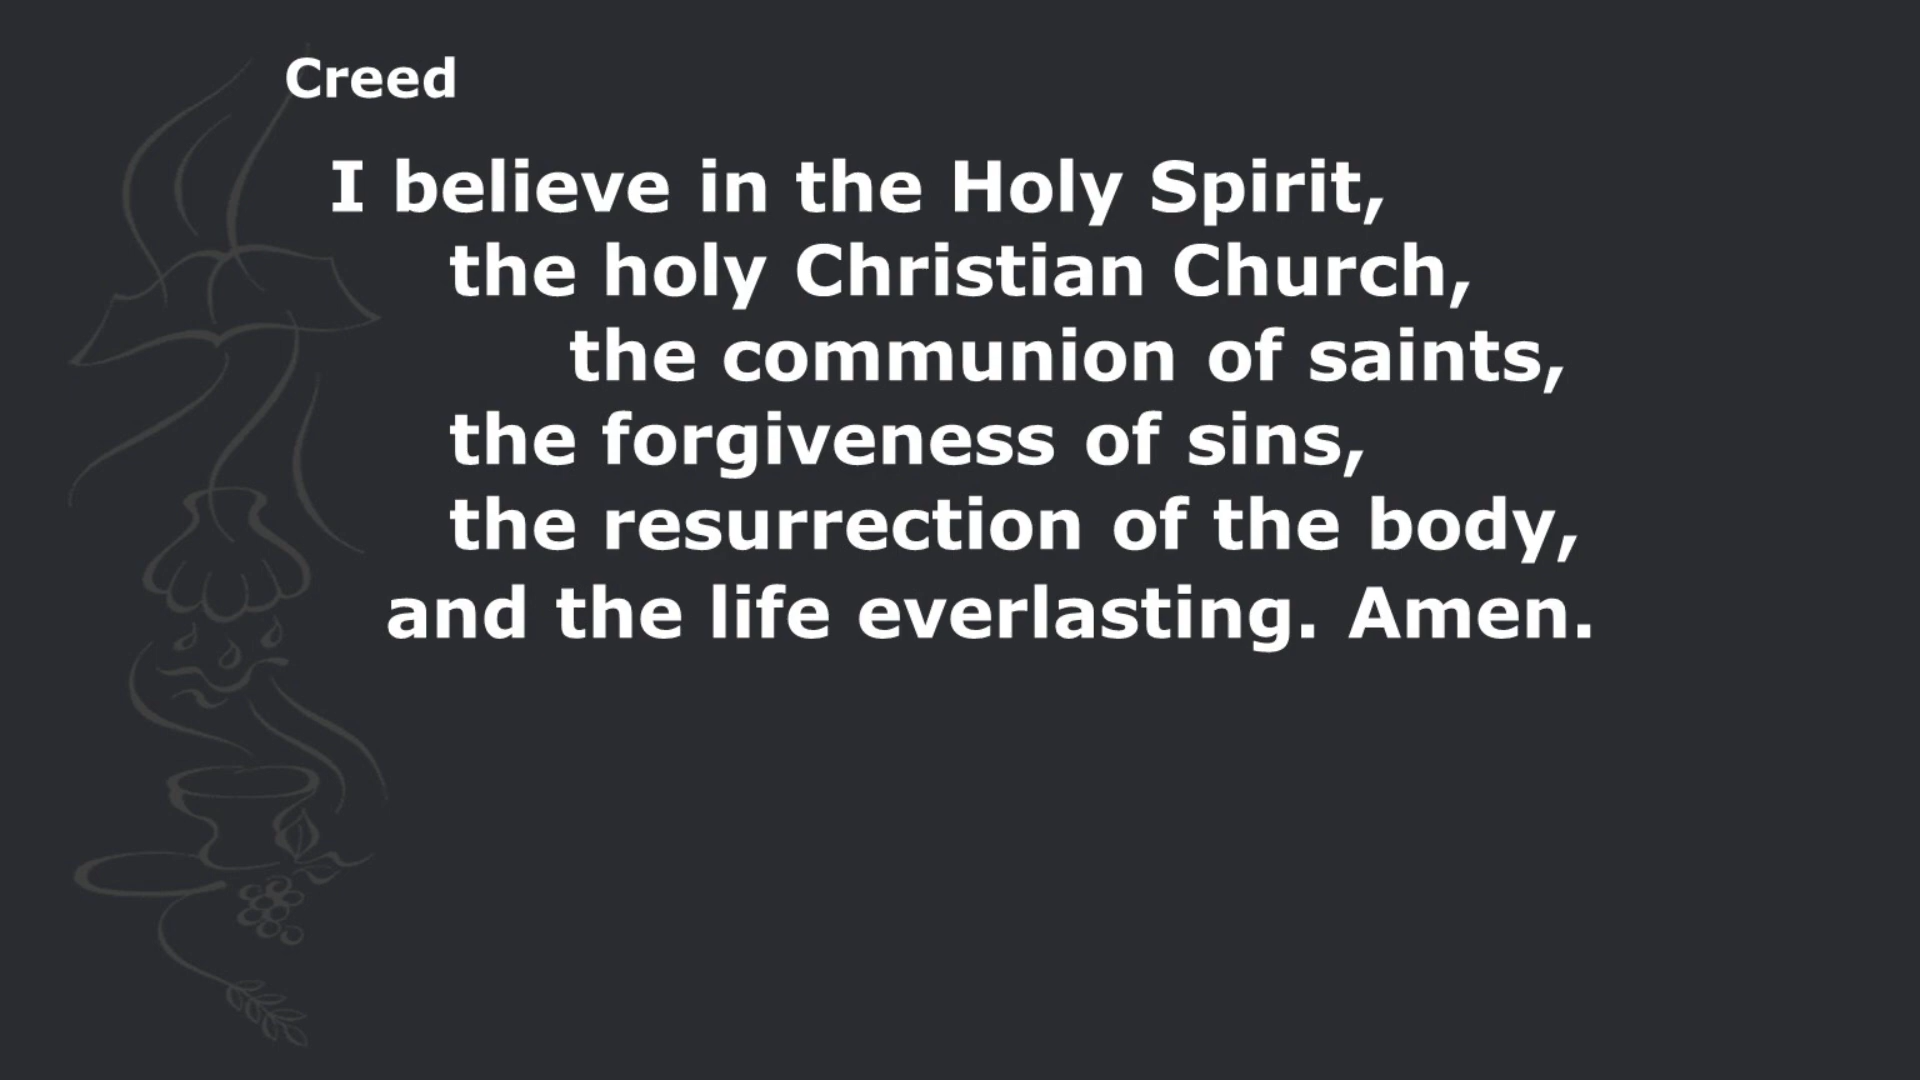 Creed
I believe in the Holy Spirit,
the holy Christian Church,
the communion of saints,
the forgiveness of sins,
the resurrection of the body,
and the life everlasting. Amen.